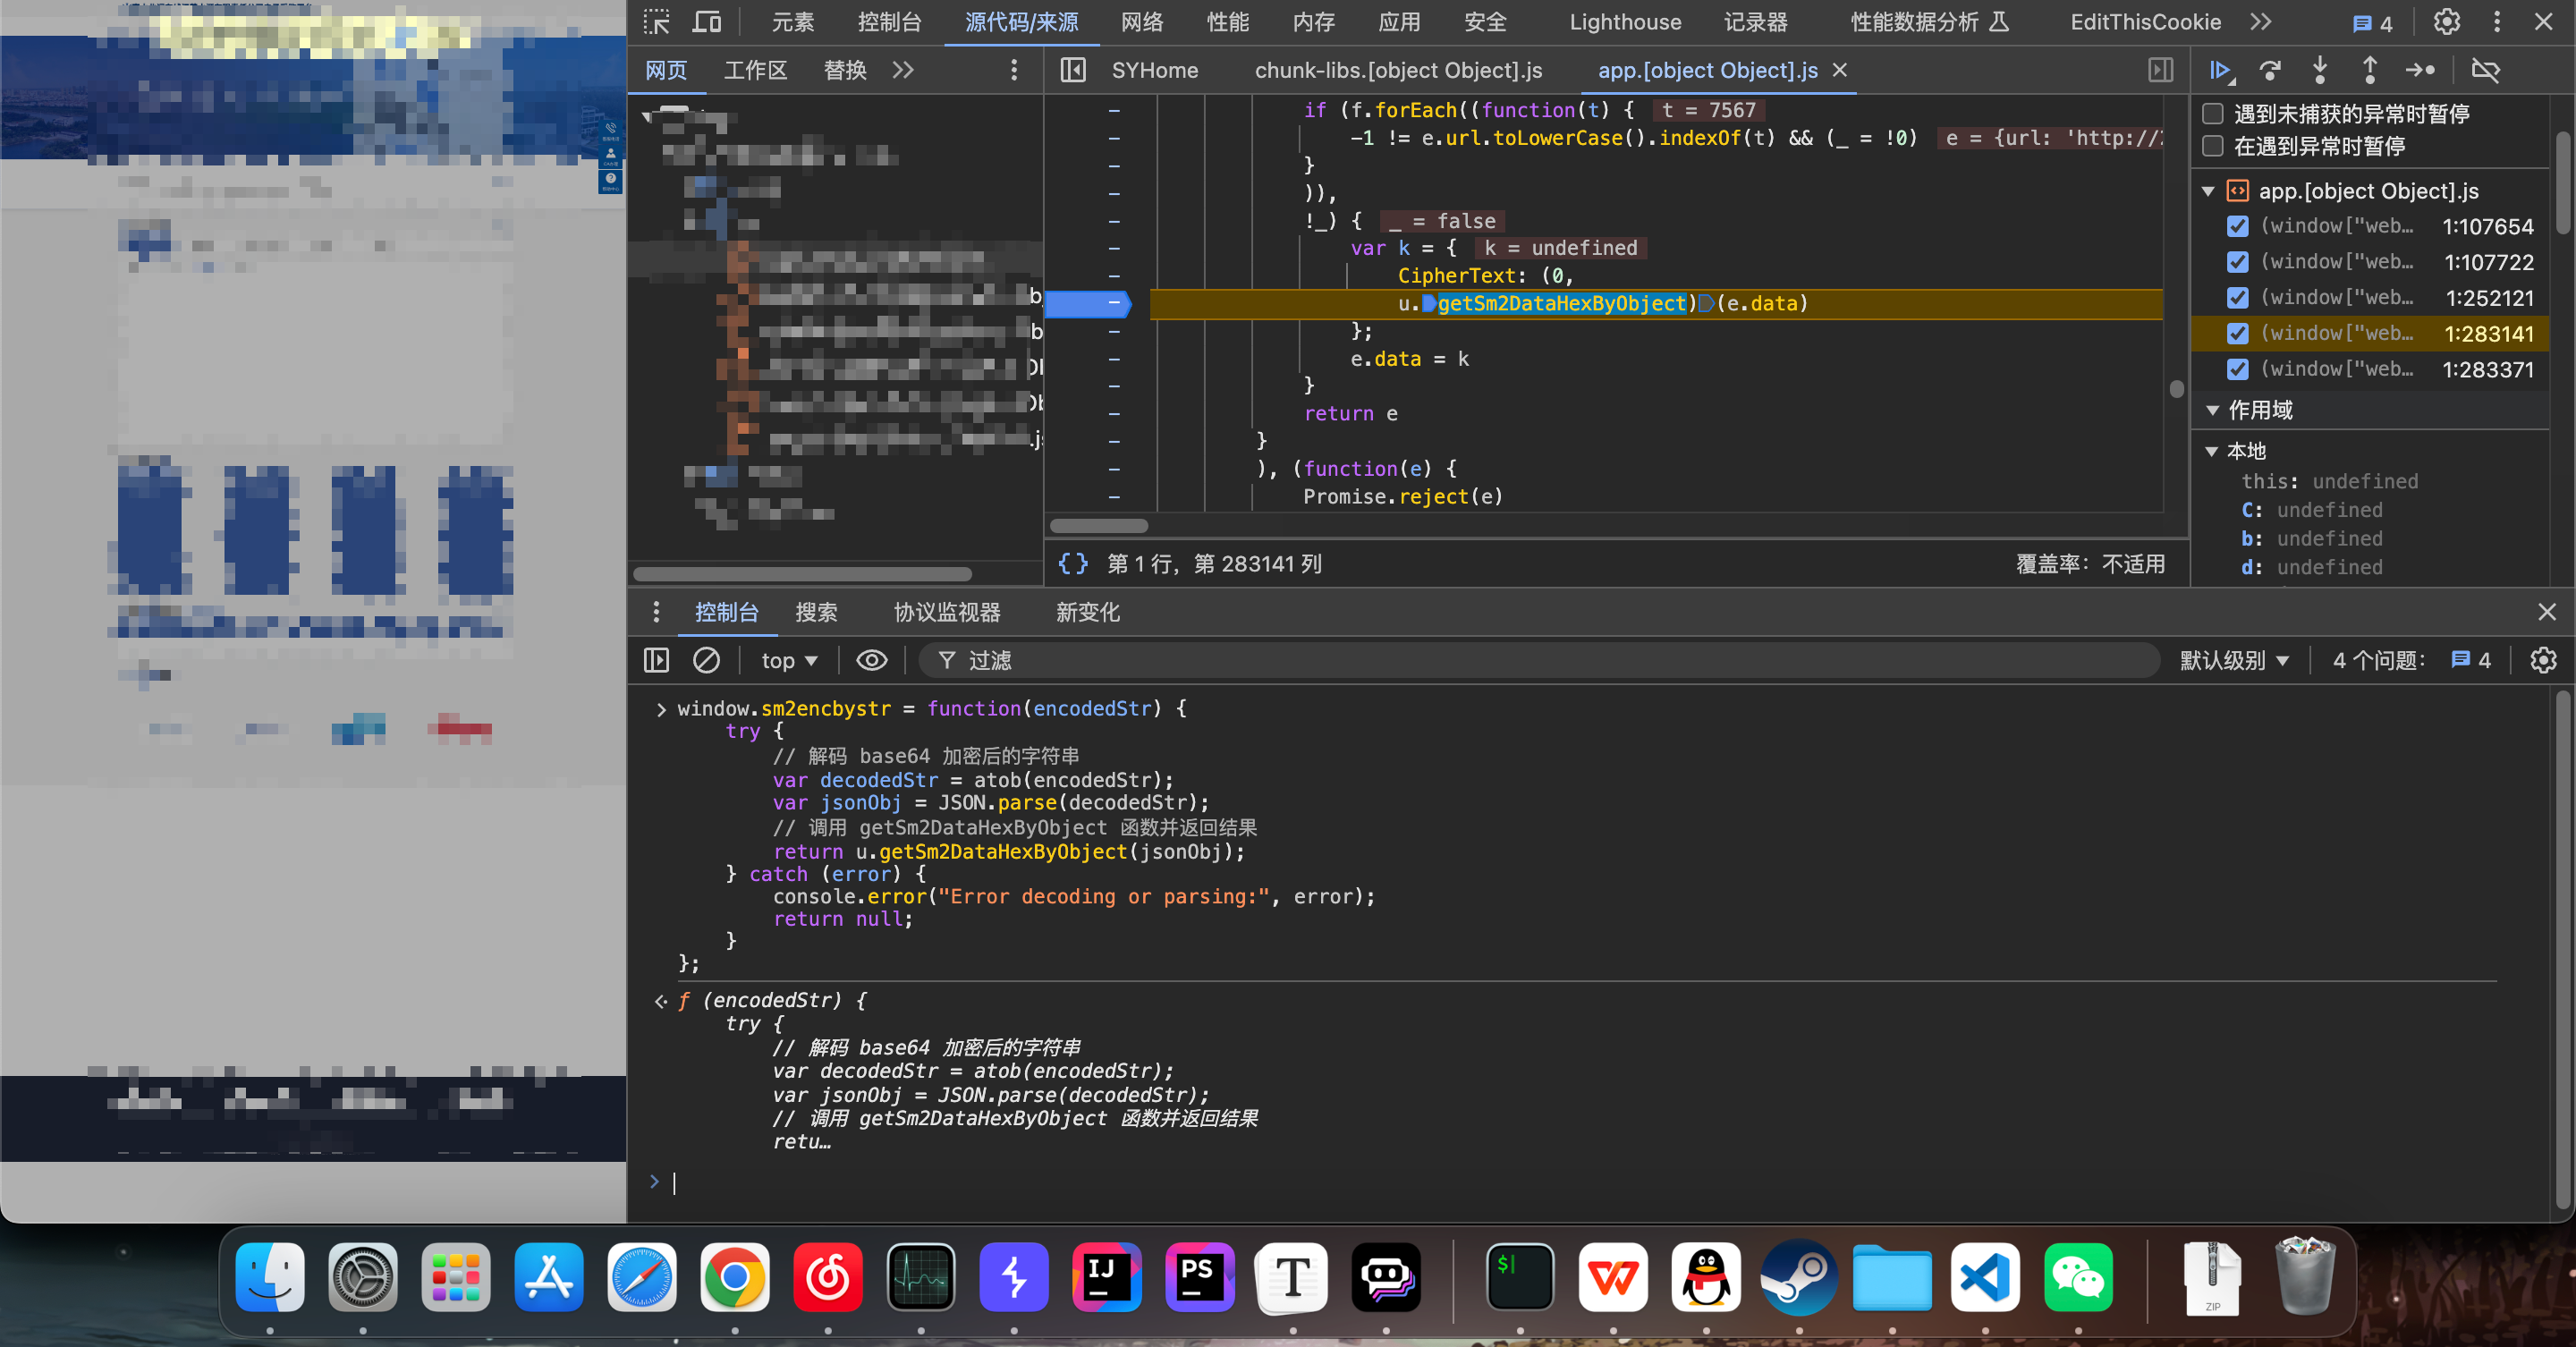 元素 控制台 源代码/来源 网络 性能 内存 应用 安全 Lighthouse 记录器 性能数据分析 EditThisCookie 4
网页 工作区 替换
SYHome chunk-libs.[object Object].js app.[object Object].js
if (f.forEach((function(t) { t = 7567
-1 != e.url.toLowerCase().indexOf(t) && (_ = !0) e = {url: 'http://
}
)),
!_) { _ = false
var k = { k = undefined
CipherText: (0,
u.getSm2DataHexByObject)(e.data)
};
e.data = k
}
return e
}
), (function(e) {
Promise.reject(e)
{} 第 1 行，第 283141 列 覆盖率：不适用
遇到未捕获的异常时暂停
在遇到异常时暂停
app.[object Object].js
(window["web… 1:107654
(window["web… 1:107722
(window["web… 1:252121
(window["web… 1:283141
(window["web… 1:283371
作用域
本地
this: undefined
C: undefined
b: undefined
d: undefined
控制台 搜索 协议监视器 新变化
top 过滤 默认级别 4 个问题： 4
window.sm2encbystr = function(encodedStr) {
try {
// 解码 base64 加密后的字符串
var decodedStr = atob(encodedStr);
var jsonObj = JSON.parse(decodedStr);
// 调用 getSm2DataHexByObject 函数并返回结果
return u.getSm2DataHexByObject(jsonObj);
} catch (error) {
console.error("Error decoding or parsing:", error);
return null;
}
};
f (encodedStr) {
try {
// 解码 base64 加密后的字符串
var decodedStr = atob(encodedStr);
var jsonObj = JSON.parse(decodedStr);
// 调用 getSm2DataHexByObject 函数并返回结果
retu…
IJ
PS
T
$
ZIP